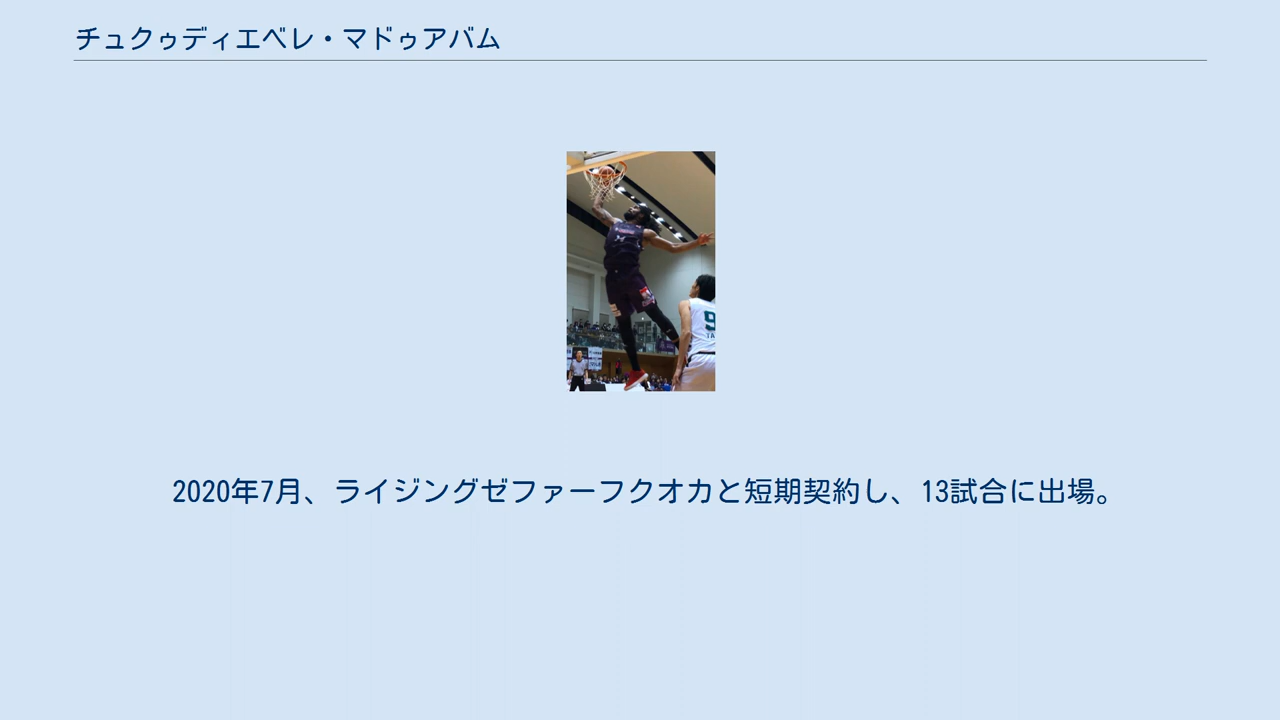 チュクゥディエベレ・マドゥアバム
9
TA
2020年7月、ライジングゼファーフクオカと短期契約し、13試合に出場。